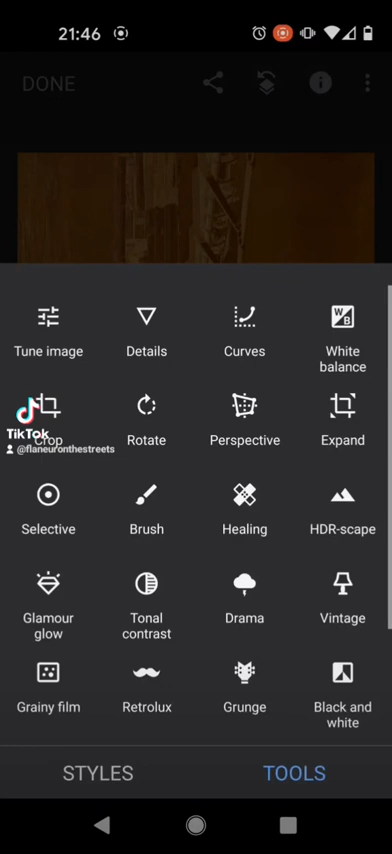 21:46
DONE
Tune image
Details
Curves
White
balance
W
B
Crop
Rotate
Perspective
Expand
TikTok
@flaneuronthestreets
Selective
Brush
Healing
HDR-scape
Glamour
glow
Tonal
contrast
Drama
Vintage
Grainy film
Retrolux
Grunge
Black and
white
STYLES
TOOLS